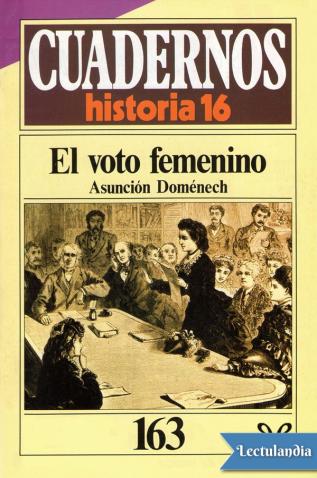 CUADERNOS
historia 16
El voto femenino
Asunción Doménech
163
Lectulandia